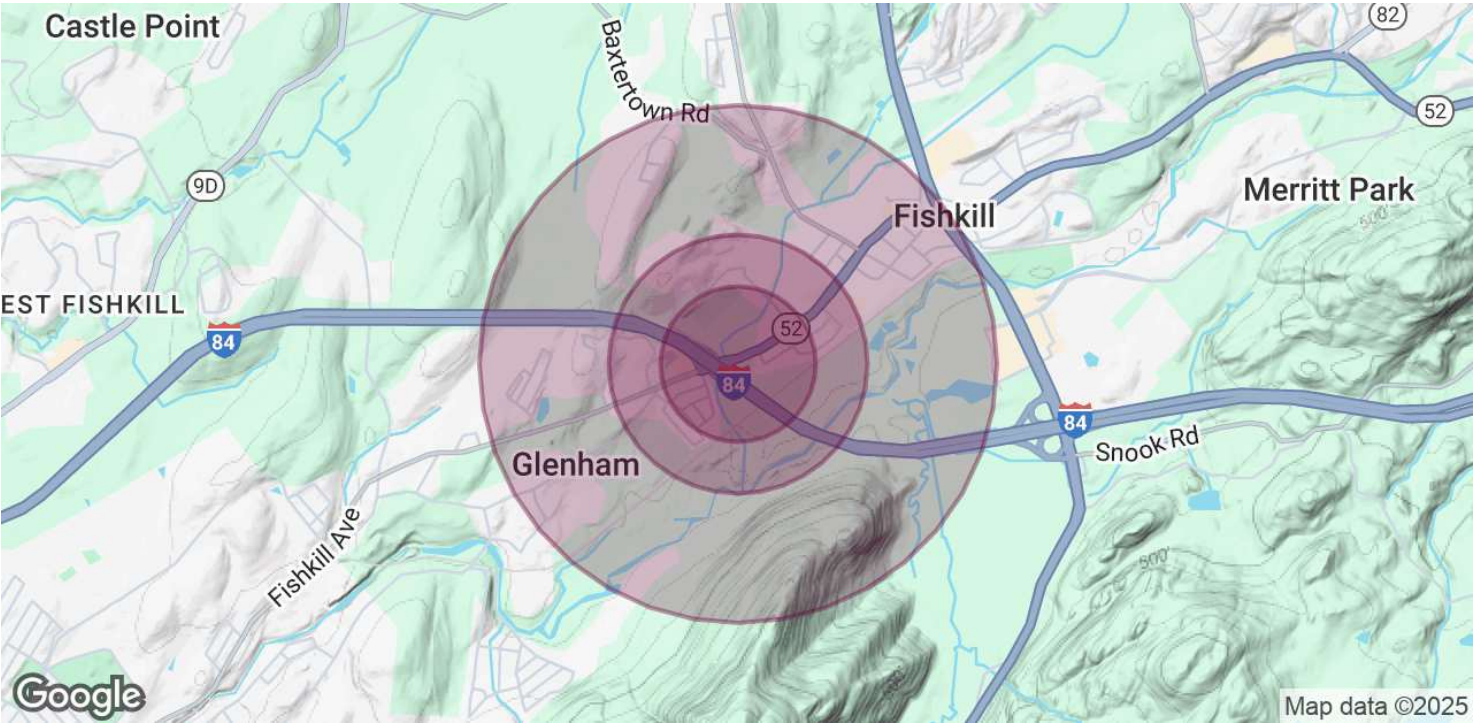 Castle Point
82
Baxtertown Rd
52
9D
Merritt Park
500'
Fishkill
EST FISHKILL
52
84
84
84
Snook Rd
Glenham
Fishkill Ave
500'
Google
Map data ©2025